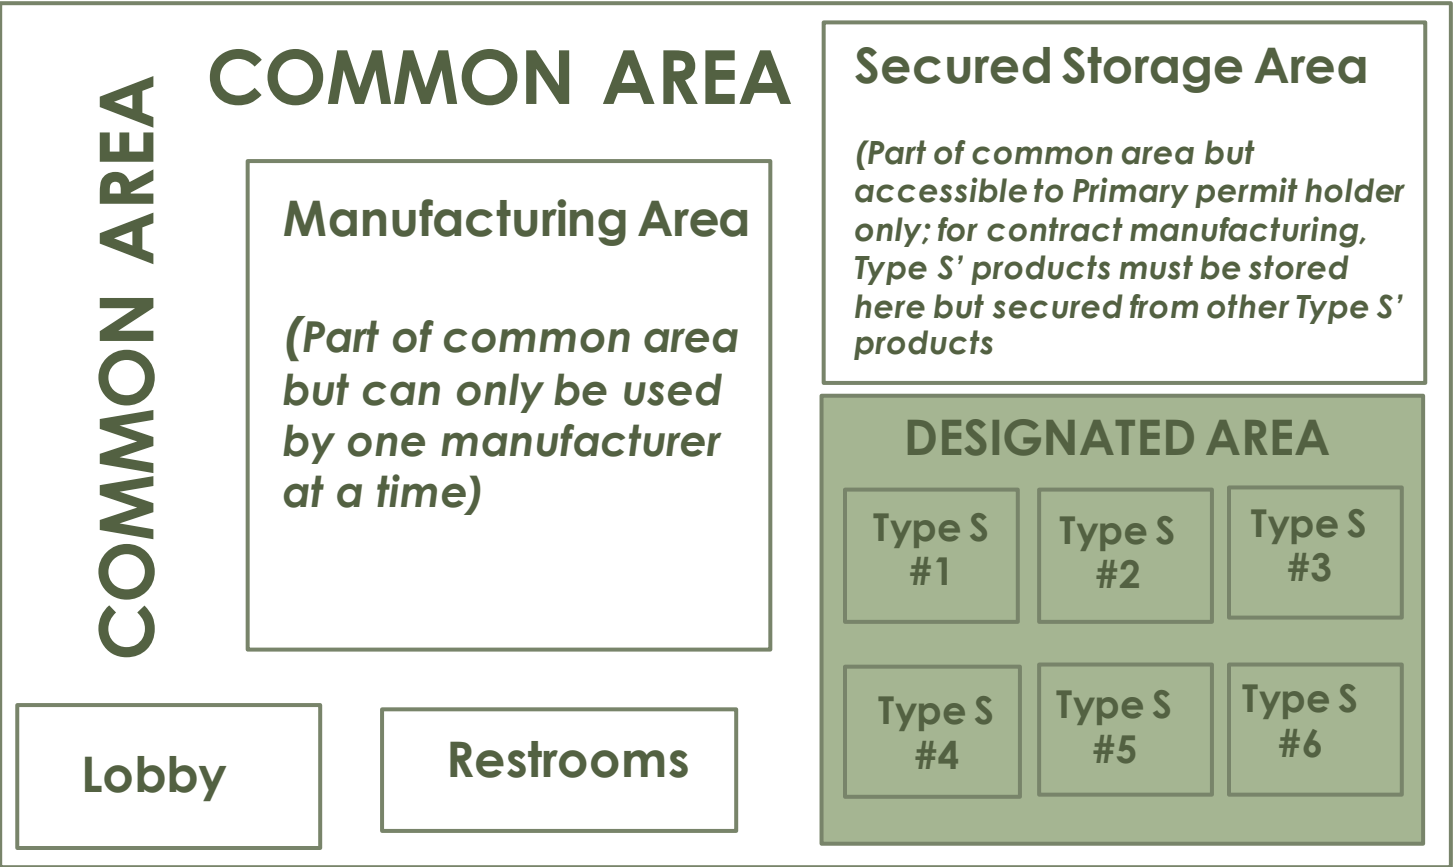 COMMON AREA
COMMON AREA
Manufacturing Area
(Part of common area
but can only be used
by one manufacturer
at a time)
Secured Storage Area
(Part of common area but
accessible to Primary permit holder
only; for contract manufacturing,
Type S’ products must be stored
here but secured from other Type S’
products
DESIGNATED AREA
Type S
#1
Type S
#2
Type S
#3
Type S
#4
Type S
#5
Type S
#6
Lobby
Restrooms